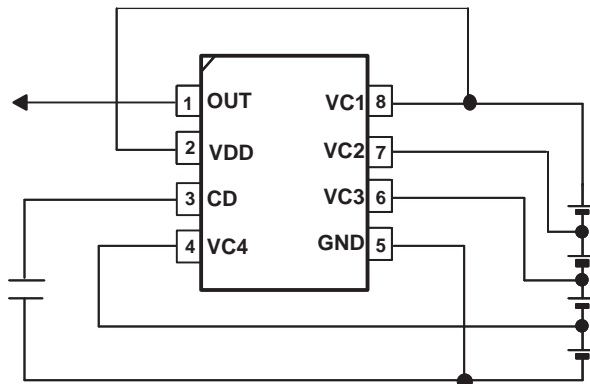 1 OUT VC1 8
2 VDD VC2 7
3 CD VC3 6
4 VC4 GND 5